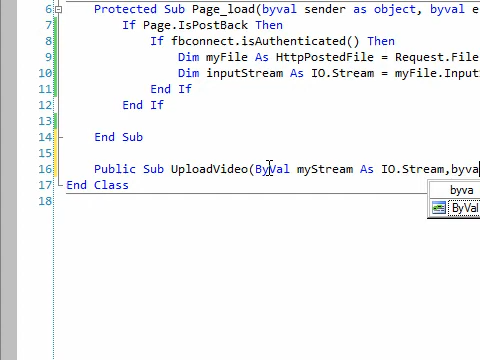 6 Protected Sub Page_load(byval sender as object, byval e
7 If Page.IsPostBack Then
8 If fbconnect.isAuthenticated() Then
9 Dim myFile As HttpPostedFile = Request.File
10 Dim inputStream As IO.Stream = myFile.Input
11 End If
12 End If
13
14 End Sub
15
16 Public Sub UploadVideo(ByVal myStream As IO.Stream,byva
17 End Class
18
byva
ByVal